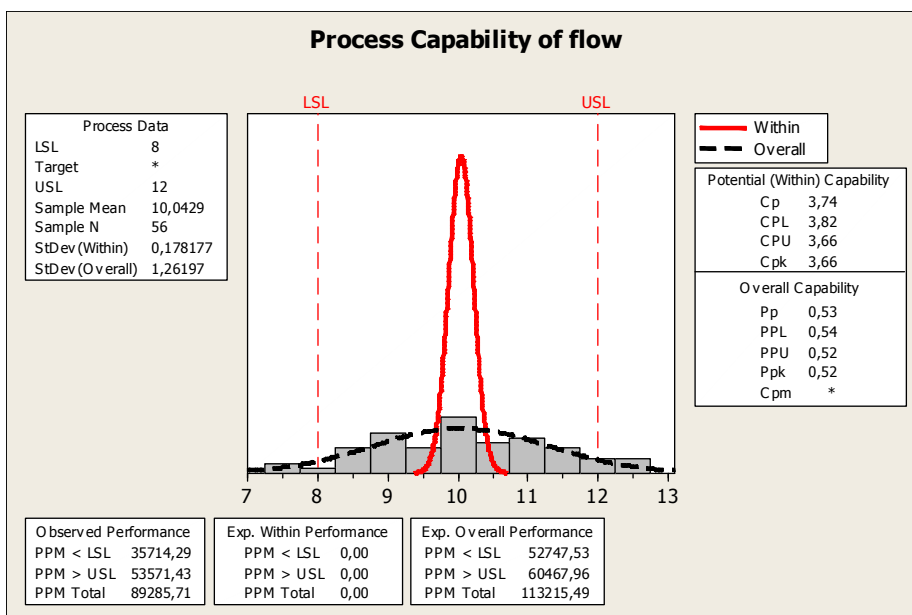 Process Capability of flow
LSL USL
Process Data
LSL 8
Target *
USL 12
Sample Mean 10,0429
Sample N 56
StDev(Within) 0,178177
StDev(Overall) 1,26197
Within
Overall
Potential (Within) Capability
Cp 3,74
CPL 3,82
CPU 3,66
Cpk 3,66
Overall Capability
Pp 0,53
PPL 0,54
PPU 0,52
Ppk 0,52
Cpm *
7 8 9 10 11 12 13
Observed Performance
PPM < LSL 35714,29
PPM > USL 53571,43
PPM Total 89285,71
Exp. Within Performance
PPM < LSL 0,00
PPM > USL 0,00
PPM Total 0,00
Exp. Overall Performance
PPM < LSL 52747,53
PPM > USL 60467,96
PPM Total 113215,49